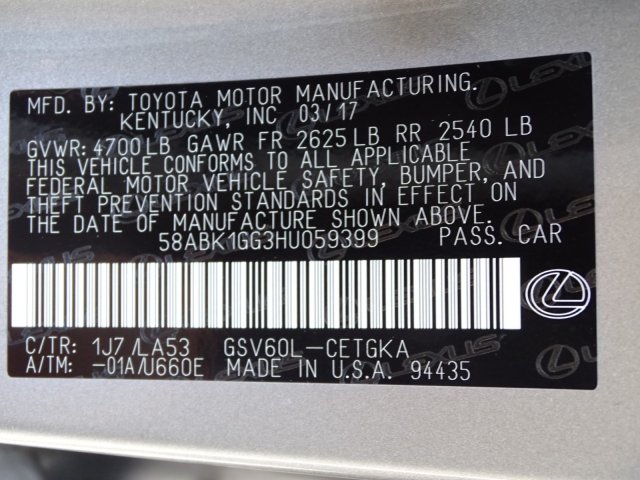 MFD. BY: TOYOTA MOTOR MANUFACTURING.
KENTUCKY, INC 03/17
GVWR: 4700LB GAWR FR 2625LB RR 2540 LB
THIS VEHICLE CONFORMS TO ALL APPLICABLE
FEDERAL MOTOR VEHICLE SAFETY, BUMPER, AND
THEFT PREVENTION STANDARDS IN EFFECT ON
THE DATE OF MANUFACTURE SHOWN ABOVE.
58ABK1GG3HU059399 PASS. CAR
C/TR: 1J7/LA53 GSV60L-CETGKA
A/TM: -01A/U660E MADE IN U.S.A. 94435
LEXUS